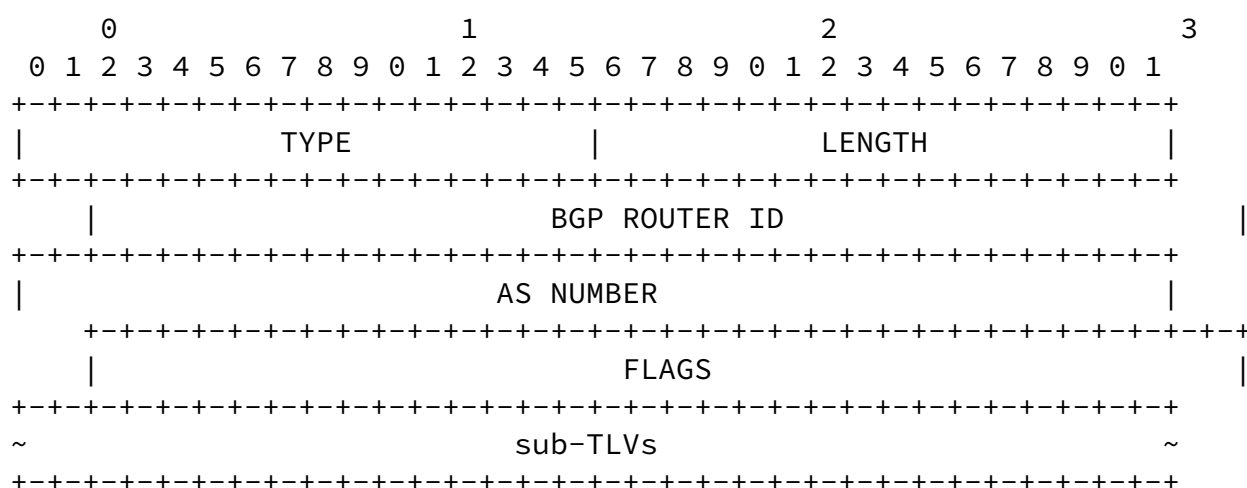 0                   1                   2                   3
 0 1 2 3 4 5 6 7 8 9 0 1 2 3 4 5 6 7 8 9 0 1 2 3 4 5 6 7 8 9 0 1
+-+-+-+-+-+-+-+-+-+-+-+-+-+-+-+-+-+-+-+-+-+-+-+-+-+-+-+-+-+-+-+-+
|              TYPE             |            LENGTH             |
+-+-+-+-+-+-+-+-+-+-+-+-+-+-+-+-+-+-+-+-+-+-+-+-+-+-+-+-+-+-+-+-+
    |                         BGP ROUTER ID                         |
+-+-+-+-+-+-+-+-+-+-+-+-+-+-+-+-+-+-+-+-+-+-+-+-+-+-+-+-+-+-+-+-+
|                          AS NUMBER                            |
    +-+-+-+-+-+-+-+-+-+-+-+-+-+-+-+-+-+-+-+-+-+-+-+-+-+-+-+-+-+-+-+-+
    |                             FLAGS                             |
+-+-+-+-+-+-+-+-+-+-+-+-+-+-+-+-+-+-+-+-+-+-+-+-+-+-+-+-+-+-+-+-+
~                           sub-TLVs                            ~
+-+-+-+-+-+-+-+-+-+-+-+-+-+-+-+-+-+-+-+-+-+-+-+-+-+-+-+-+-+-+-+-+